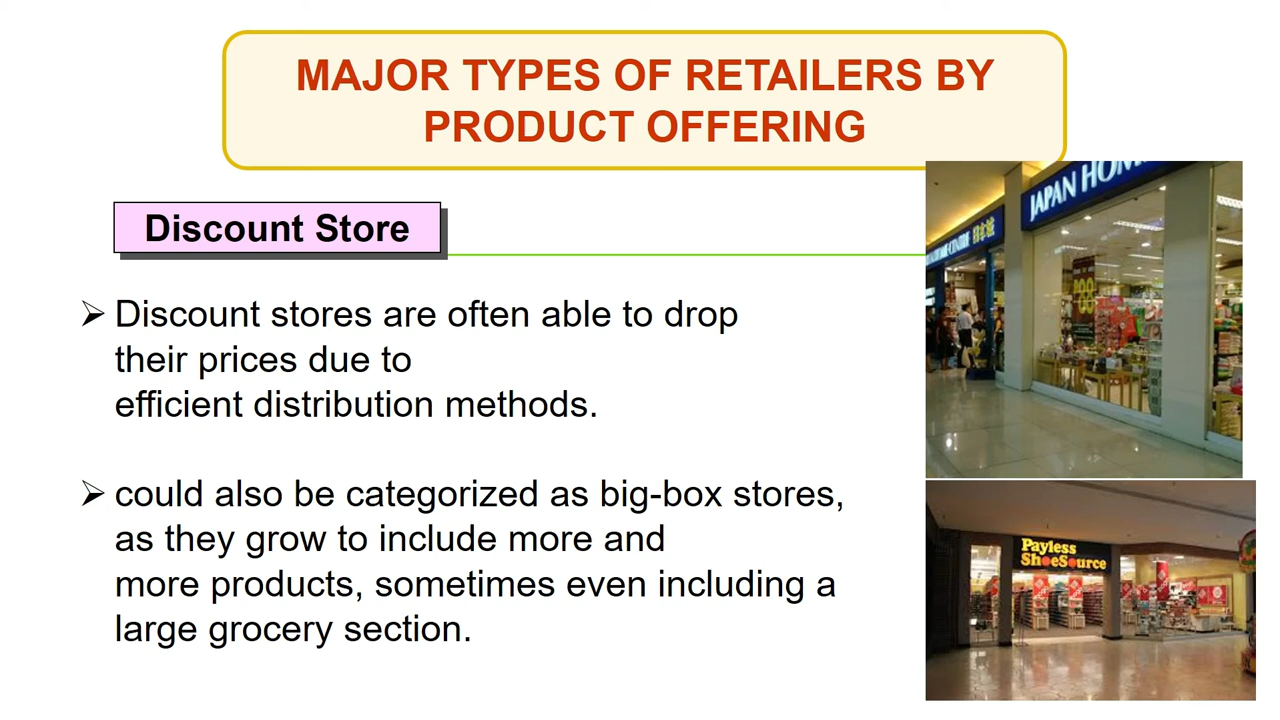 MAJOR TYPES OF RETAILERS BY
PRODUCT OFFERING
Discount Store
➢ Discount stores are often able to drop
their prices due to
efficient distribution methods.
➢ could also be categorized as big-box stores,
as they grow to include more and
more products, sometimes even including a
large grocery section.
JAPAN HOM
Payless
ShoeSource